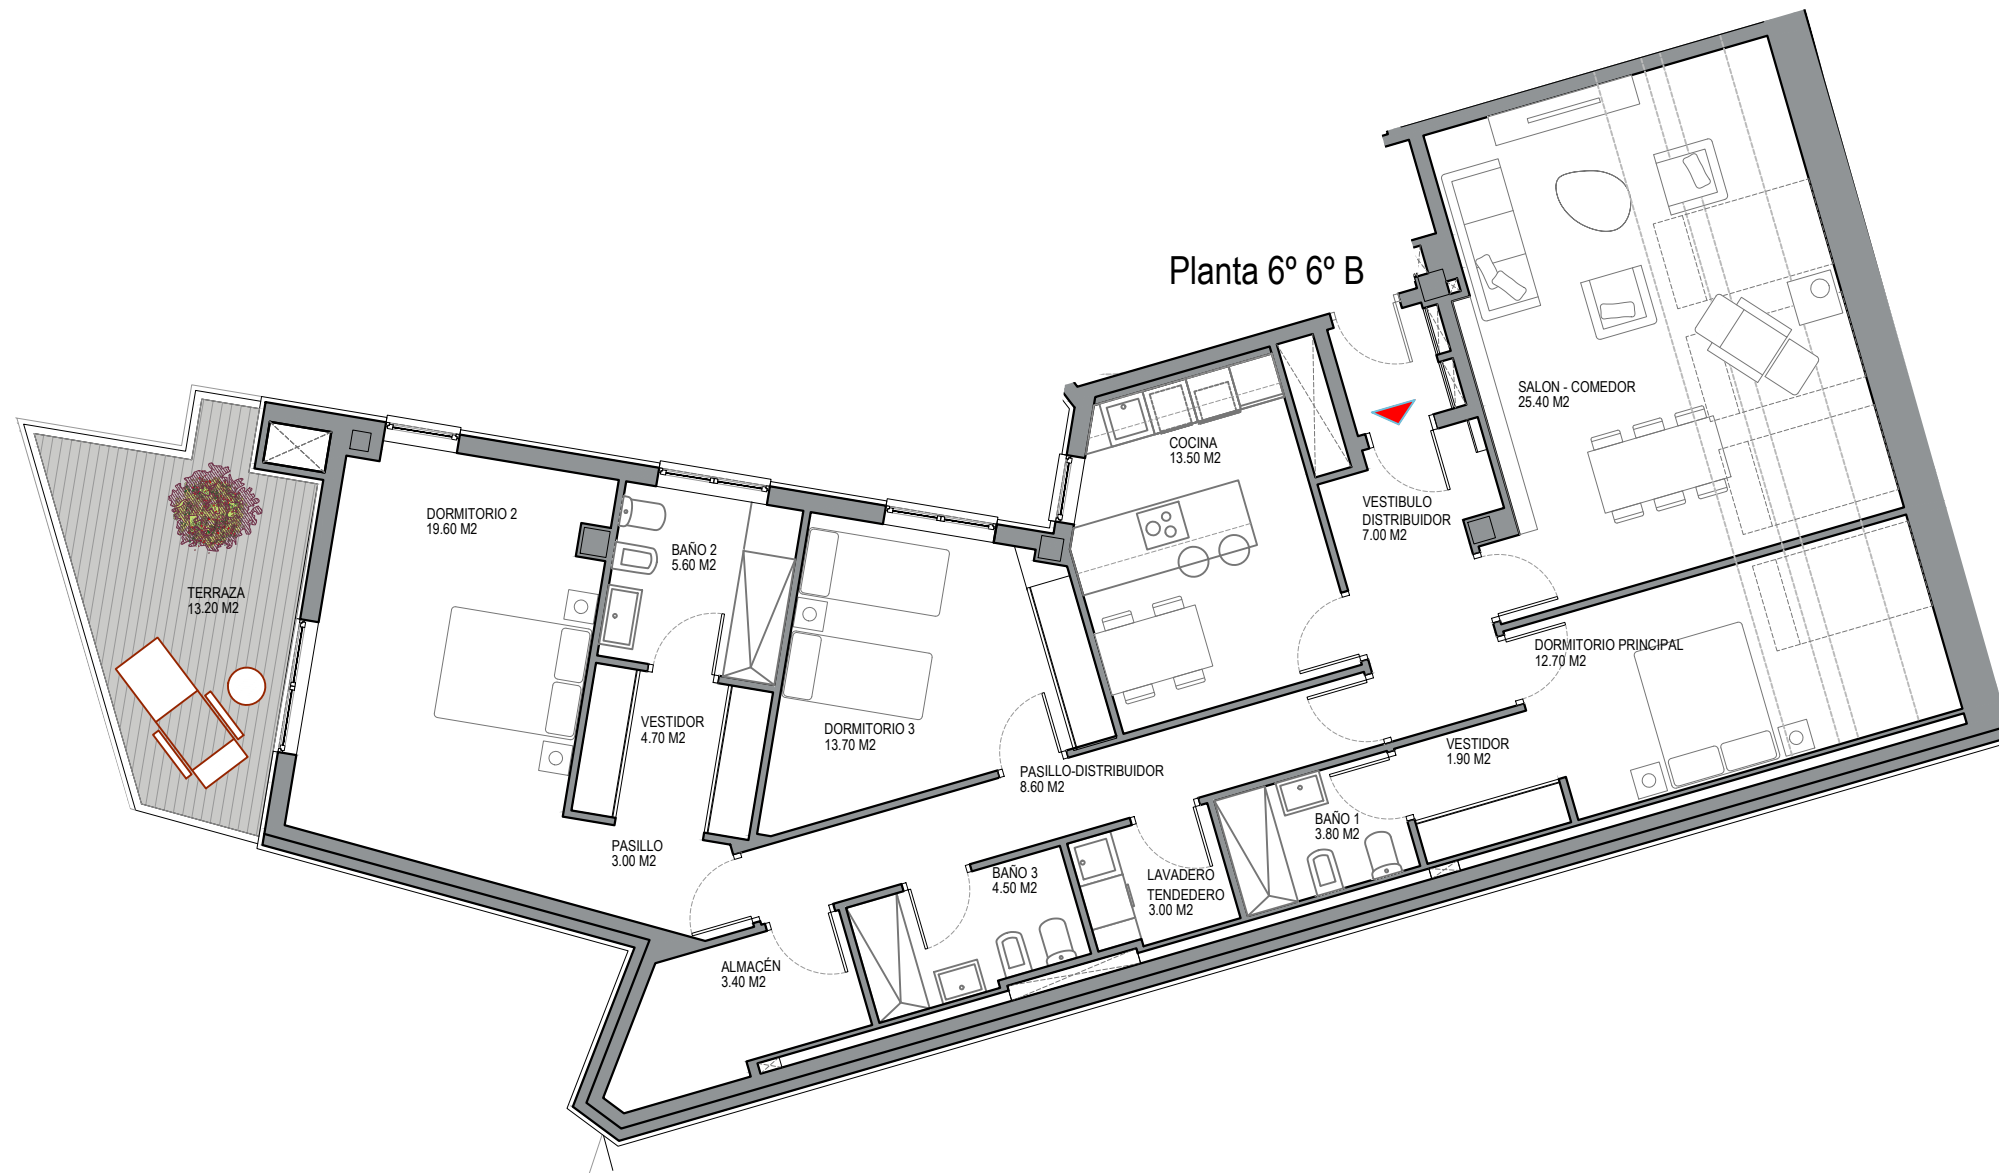 Planta 6º 6º B
SALON - COMEDOR
25.40 M2
COCINA
13.50 M2
VESTIBULO
DISTRIBUIDOR
7.00 M2
DORMITORIO 2
19.60 M2
BAÑO 2
5.60 M2
TERRAZA
13.20 M2
DORMITORIO PRINCIPAL
12.70 M2
VESTIDOR
4.70 M2
DORMITORIO 3
13.70 M2
PASILLO-DISTRIBUIDOR
8.60 M2
VESTIDOR
1.90 M2
BAÑO 1
3.80 M2
PASILLO
3.00 M2
BAÑO 3
4.50 M2
LAVADERO
TENDEDERO
3.00 M2
ALMACÉN
3.40 M2